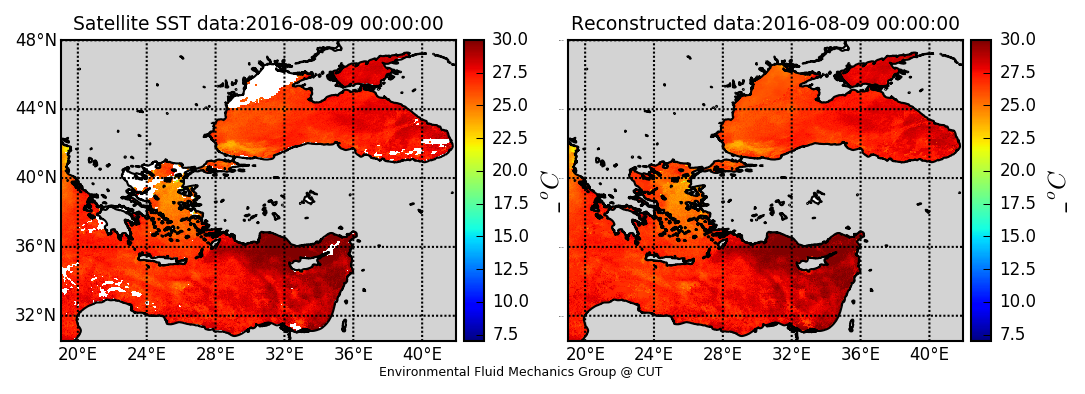 Satellite SST data:2016-08-09 00:00:00
48°N
44°N
40°N
36°N
32°N
20°E 24°E 28°E 32°E 36°E 40°E
30.0
27.5
25.0
22.5
20.0
17.5
15.0
12.5
10.0
7.5
_°C
Reconstructed data:2016-08-09 00:00:00
20°E 24°E 28°E 32°E 36°E 40°E
30.0
27.5
25.0
22.5
20.0
17.5
15.0
12.5
10.0
7.5
_°C
Environmental Fluid Mechanics Group @ CUT